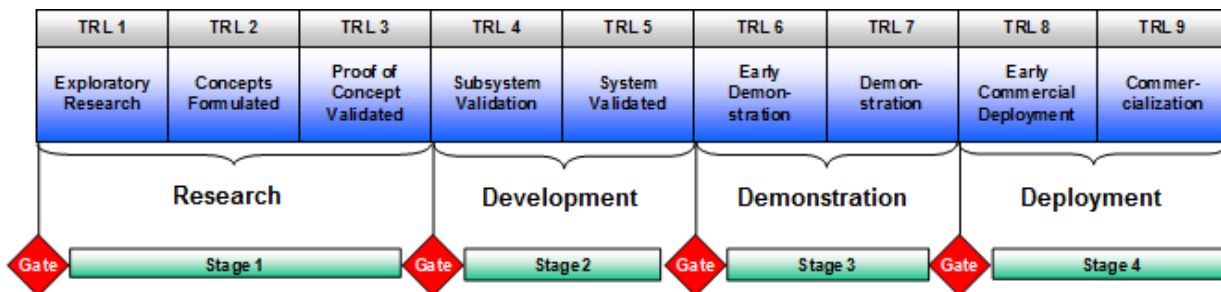 TRL 1 TRL 2 TRL 3 TRL 4 TRL 5 TRL 6 TRL 7 TRL 8 TRL 9
Exploratory
Research
Concepts
Formulated
Proof of
Concept
Validated
Subsystem
Validation
System
Validated
Early
Demon-
stration
Demon-
stration
Early
Commercial
Deployment
Commer-
cialization
Research Development Demonstration Deployment
Gate Stage 1 Gate Stage 2 Gate Stage 3 Gate Stage 4